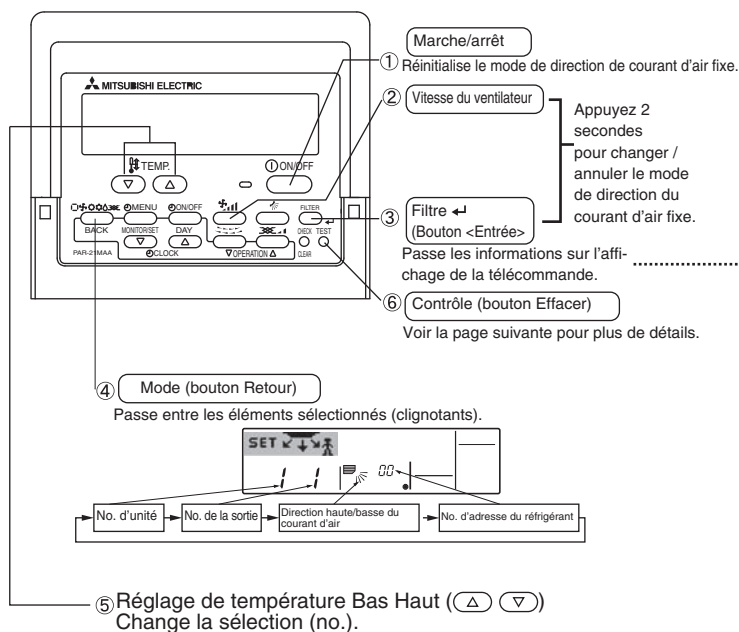 Marche/arrêt
① Réinitialise le mode de direction de courant d'air fixe.
② Vitesse du ventilateur
Appuyez 2
secondes
pour changer /
annuler le mode
de direction du
courant d'air fixe.
③ Filtre ↵
(Bouton <Entrée>
Passe les informations sur l'affi-
chage de la télécommande.
⑥ Contrôle (bouton Effacer)
Voir la page suivante pour plus de détails.
MITSUBISHI ELECTRIC
TEMP.
ON/OFF
MENU ON/OFF FILTER
BACK MONITOR/SET DAY CHECK TEST
PAR-21MAA CLOCK ▽ OPERATION △ CLEAR
④ Mode (bouton Retour)
Passe entre les éléments sélectionnés (clignotants).
SET
1 1 00
No. d'unité No. de la sortie Direction haute/basse du
courant d'air No. d'adresse du réfrigérant
⑤ Réglage de température Bas Haut (△ ▽)
Change la sélection (no.).